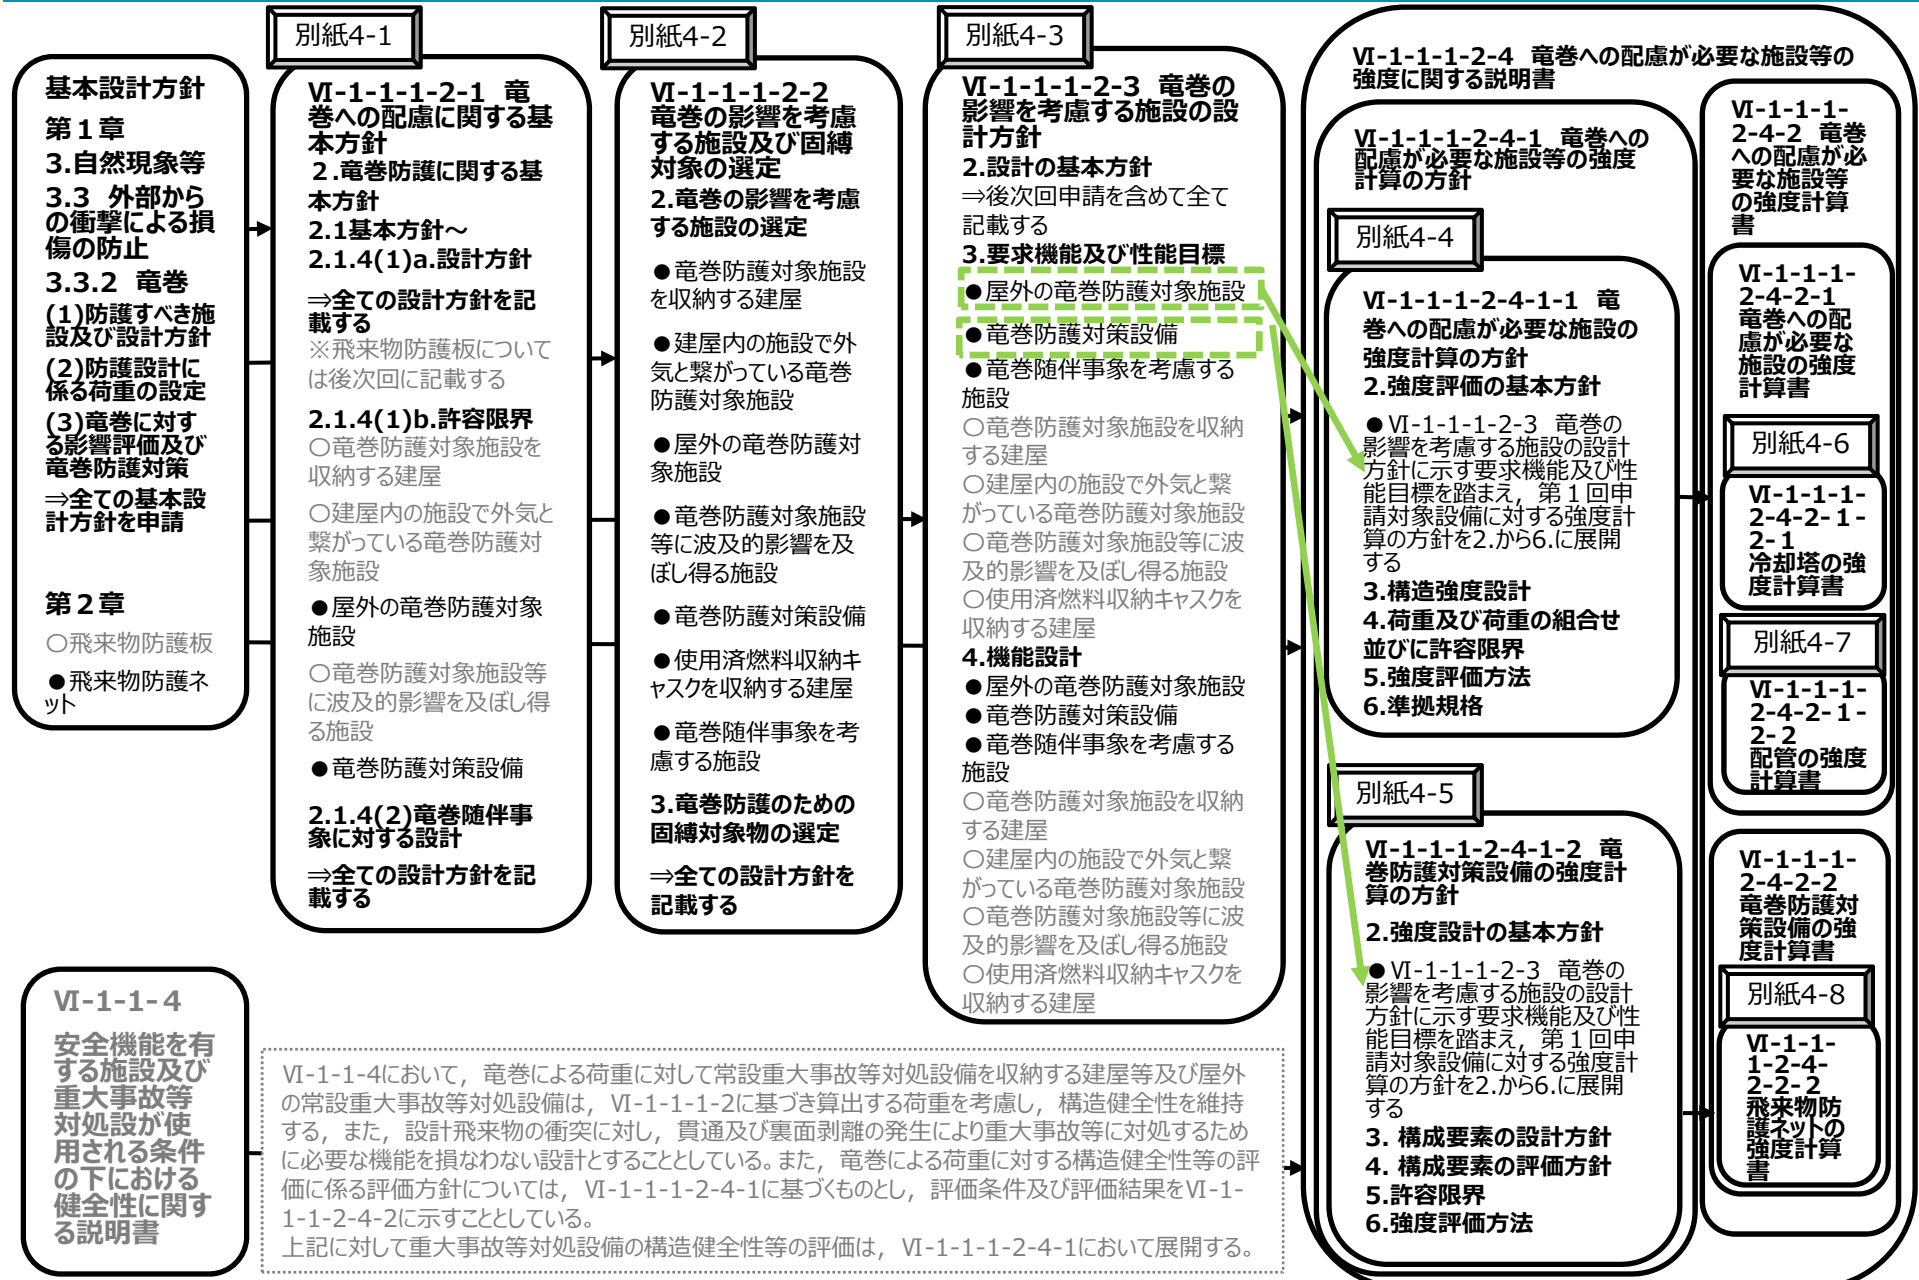 基本設計方針
第１章
3.自然現象等
3.3 外部から
の衝撃による損
傷の防止
3.3.2 竜巻
(1)防護すべき施
設及び設計方針
(2)防護設計に
係る荷重の設定
(3)竜巻に対す
る影響評価及び
竜巻防護対策
⇒全ての基本設
計方針を申請
第２章
〇飛来物防護板
●飛来物防護ネ
ット
別紙4-1
Ⅵ-1-1-1-2-1 竜
巻への配慮に関する基
本方針
２.竜巻防護に関する基
本方針
2.1基本方針～
2.1.4(1)a.設計方針
⇒全ての設計方針を記
載する
※飛来物防護板について
は後次回に記載する
2.1.4(1)b.許容限界
〇竜巻防護対象施設を
収納する建屋
〇建屋内の施設で外気と
繋がっている竜巻防護対
象施設
●屋外の竜巻防護対象
施設
〇竜巻防護対象施設等
に波及的影響を及ぼし得
る施設
●竜巻防護対策設備
2.1.4(2)竜巻随伴事
象に対する設計
⇒全ての設計方針を記
載する
別紙4-2
Ⅵ-1-1-1-2-2
竜巻の影響を考慮
する施設及び固縛
対象の選定
2.竜巻の影響を考慮
する施設の選定
●竜巻防護対象施設
を収納する建屋
●建屋内の施設で外
気と繋がっている竜巻
防護対象施設
●屋外の竜巻防護対
象施設
●竜巻防護対象施設
等に波及的影響を及
ぼし得る施設
●竜巻防護対策設備
●使用済燃料収納キ
ャスクを収納する建屋
●竜巻随伴事象を考
慮する施設
3.竜巻防護のための
固縛対象物の選定
⇒全ての設計方針を
記載する
別紙4-3
Ⅵ-1-1-1-2-3 竜巻の
影響を考慮する施設の設
計方針
2.設計の基本方針
⇒後次回申請を含めて全て
記載する
3.要求機能及び性能目標
●屋外の竜巻防護対象施設
●竜巻防護対策設備
●竜巻随伴事象を考慮する
施設
〇竜巻防護対象施設を収納
する建屋
〇建屋内の施設で外気と繋
がっている竜巻防護対象施設
〇竜巻防護対象施設等に波
及的影響を及ぼし得る施設
〇使用済燃料収納キャスクを
収納する建屋
4.機能設計
●屋外の竜巻防護対象施設
●竜巻防護対策設備
●竜巻随伴事象を考慮する
施設
〇竜巻防護対象施設を収納
する建屋
〇建屋内の施設で外気と繋
がっている竜巻防護対象施設
〇竜巻防護対象施設等に波
及的影響を及ぼし得る施設
〇使用済燃料収納キャスクを
収納する建屋
Ⅵ-1-1-1-2-4 竜巻への配慮が必要な施設等の
強度に関する説明書
Ⅵ-1-1-1-2-4-1 竜巻への
配慮が必要な施設等の強度
計算の方針
別紙4-4
Ⅵ-1-1-1-2-4-1-1 竜
巻への配慮が必要な施設の
強度計算の方針
2.強度評価の基本方針
●Ⅵ-1-1-1-2-3 竜巻の
影響を考慮する施設の設計
方針に示す要求機能及び性
能目標を踏まえ，第１回申
請対象設備に対する強度計
算の方針を2.から6.に展開
する
3.構造強度設計
4.荷重及び荷重の組合せ
並びに許容限界
5.強度評価方法
6.準拠規格
別紙4-5
Ⅵ-1-1-1-2-4-1-2 竜
巻防護対策設備の強度計
算の方針
2.強度設計の基本方針
●Ⅵ-1-1-1-2-3 竜巻の
影響を考慮する施設の設計
方針に示す要求機能及び性
能目標を踏まえ，第１回申
請対象設備に対する強度計
算の方針を2.から6.に展開
する
3. 構成要素の設計方針
4. 構成要素の評価方針
5.許容限界
6.強度評価方法
Ⅵ-1-1-1-
2-4-2 竜巻
への配慮が必
要な施設等
の強度計算
書
Ⅵ-1-1-1-
2-4-2-1
竜巻への配
慮が必要な
施設の強度
計算書
別紙4-6
Ⅵ-1-1-1-
2-4-2-１-
2-1
冷却塔の強
度計算書
別紙4-7
Ⅵ-1-1-1-
2-4-2-１-
2-２
配管の強度
計算書
Ⅵ-1-1-1-
2-4-2-2
竜巻防護対
策設備の強
度計算書
別紙4-8
Ⅵ-1-1-
1-2-4-
2-2-２
飛来物防
護ネットの
強度計算
書
Ⅵ-1-1-４
安全機能を有
する施設及び
重大事故等
対処設が使
用される条件
の下における
健全性に関す
る説明書
Ⅵ-1-1-4において，竜巻による荷重に対して常設重大事故等対処設備を収納する建屋等及び屋外
の常設重大事故等対処設備は，Ⅵ-1-1-1-2に基づき算出する荷重を考慮し，構造健全性を維持
する，また，設計飛来物の衝突に対し，貫通及び裏面剥離の発生により重大事故等に対処するため
に必要な機能を損なわない設計とすることとしている。また，竜巻による荷重に対する構造健全性等の評
価に係る評価方針については，Ⅵ-1-1-1-2-4-1に基づくものとし，評価条件及び評価結果をⅥ-1-
1-1-2-4-2に示すこととしている。
上記に対して重大事故等対処設備の構造健全性等の評価は，Ⅵ-1-1-1-2-4-1において展開する。